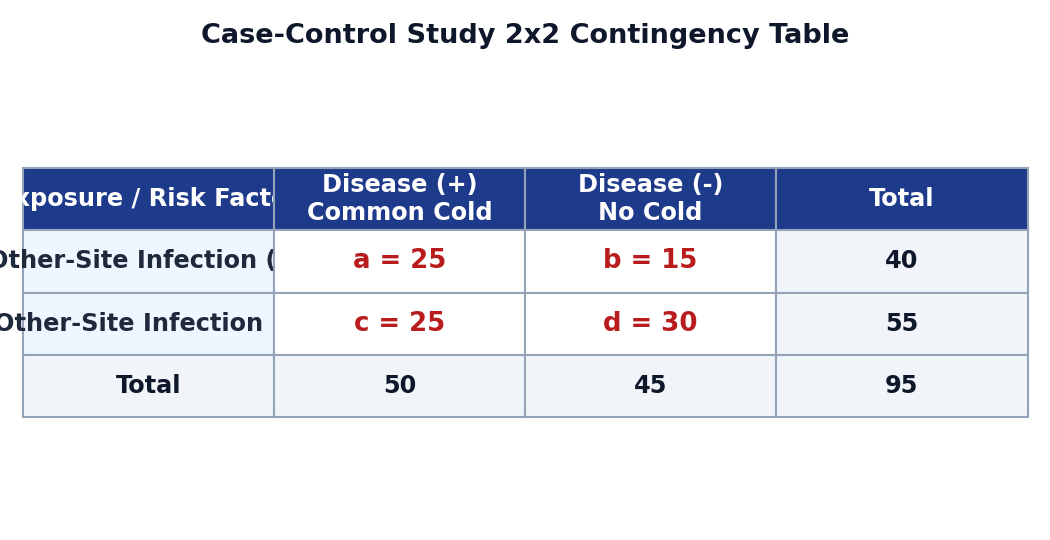 Case-Control Study 2x2 Contingency Table
xposure / Risk Facto
Disease (+)
Common Cold
Disease (-)
No Cold
Total
Other-Site Infection (
a = 25
b = 15
40
Other-Site Infection
c = 25
d = 30
55
Total
50
45
95